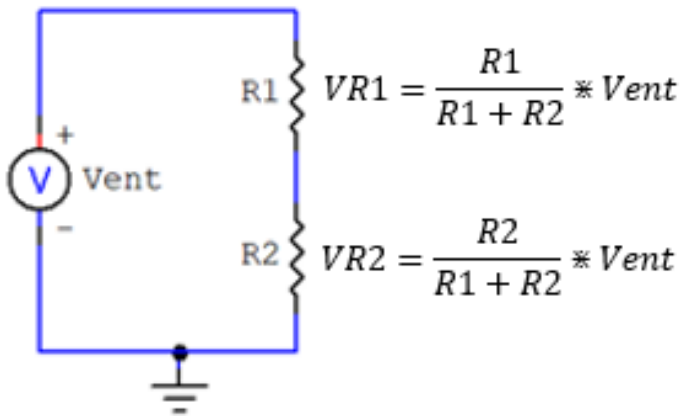 R1
VR1 = R1 / (R1 + R2) * Vent
+
V
Vent
-
R2
VR2 = R2 / (R1 + R2) * Vent